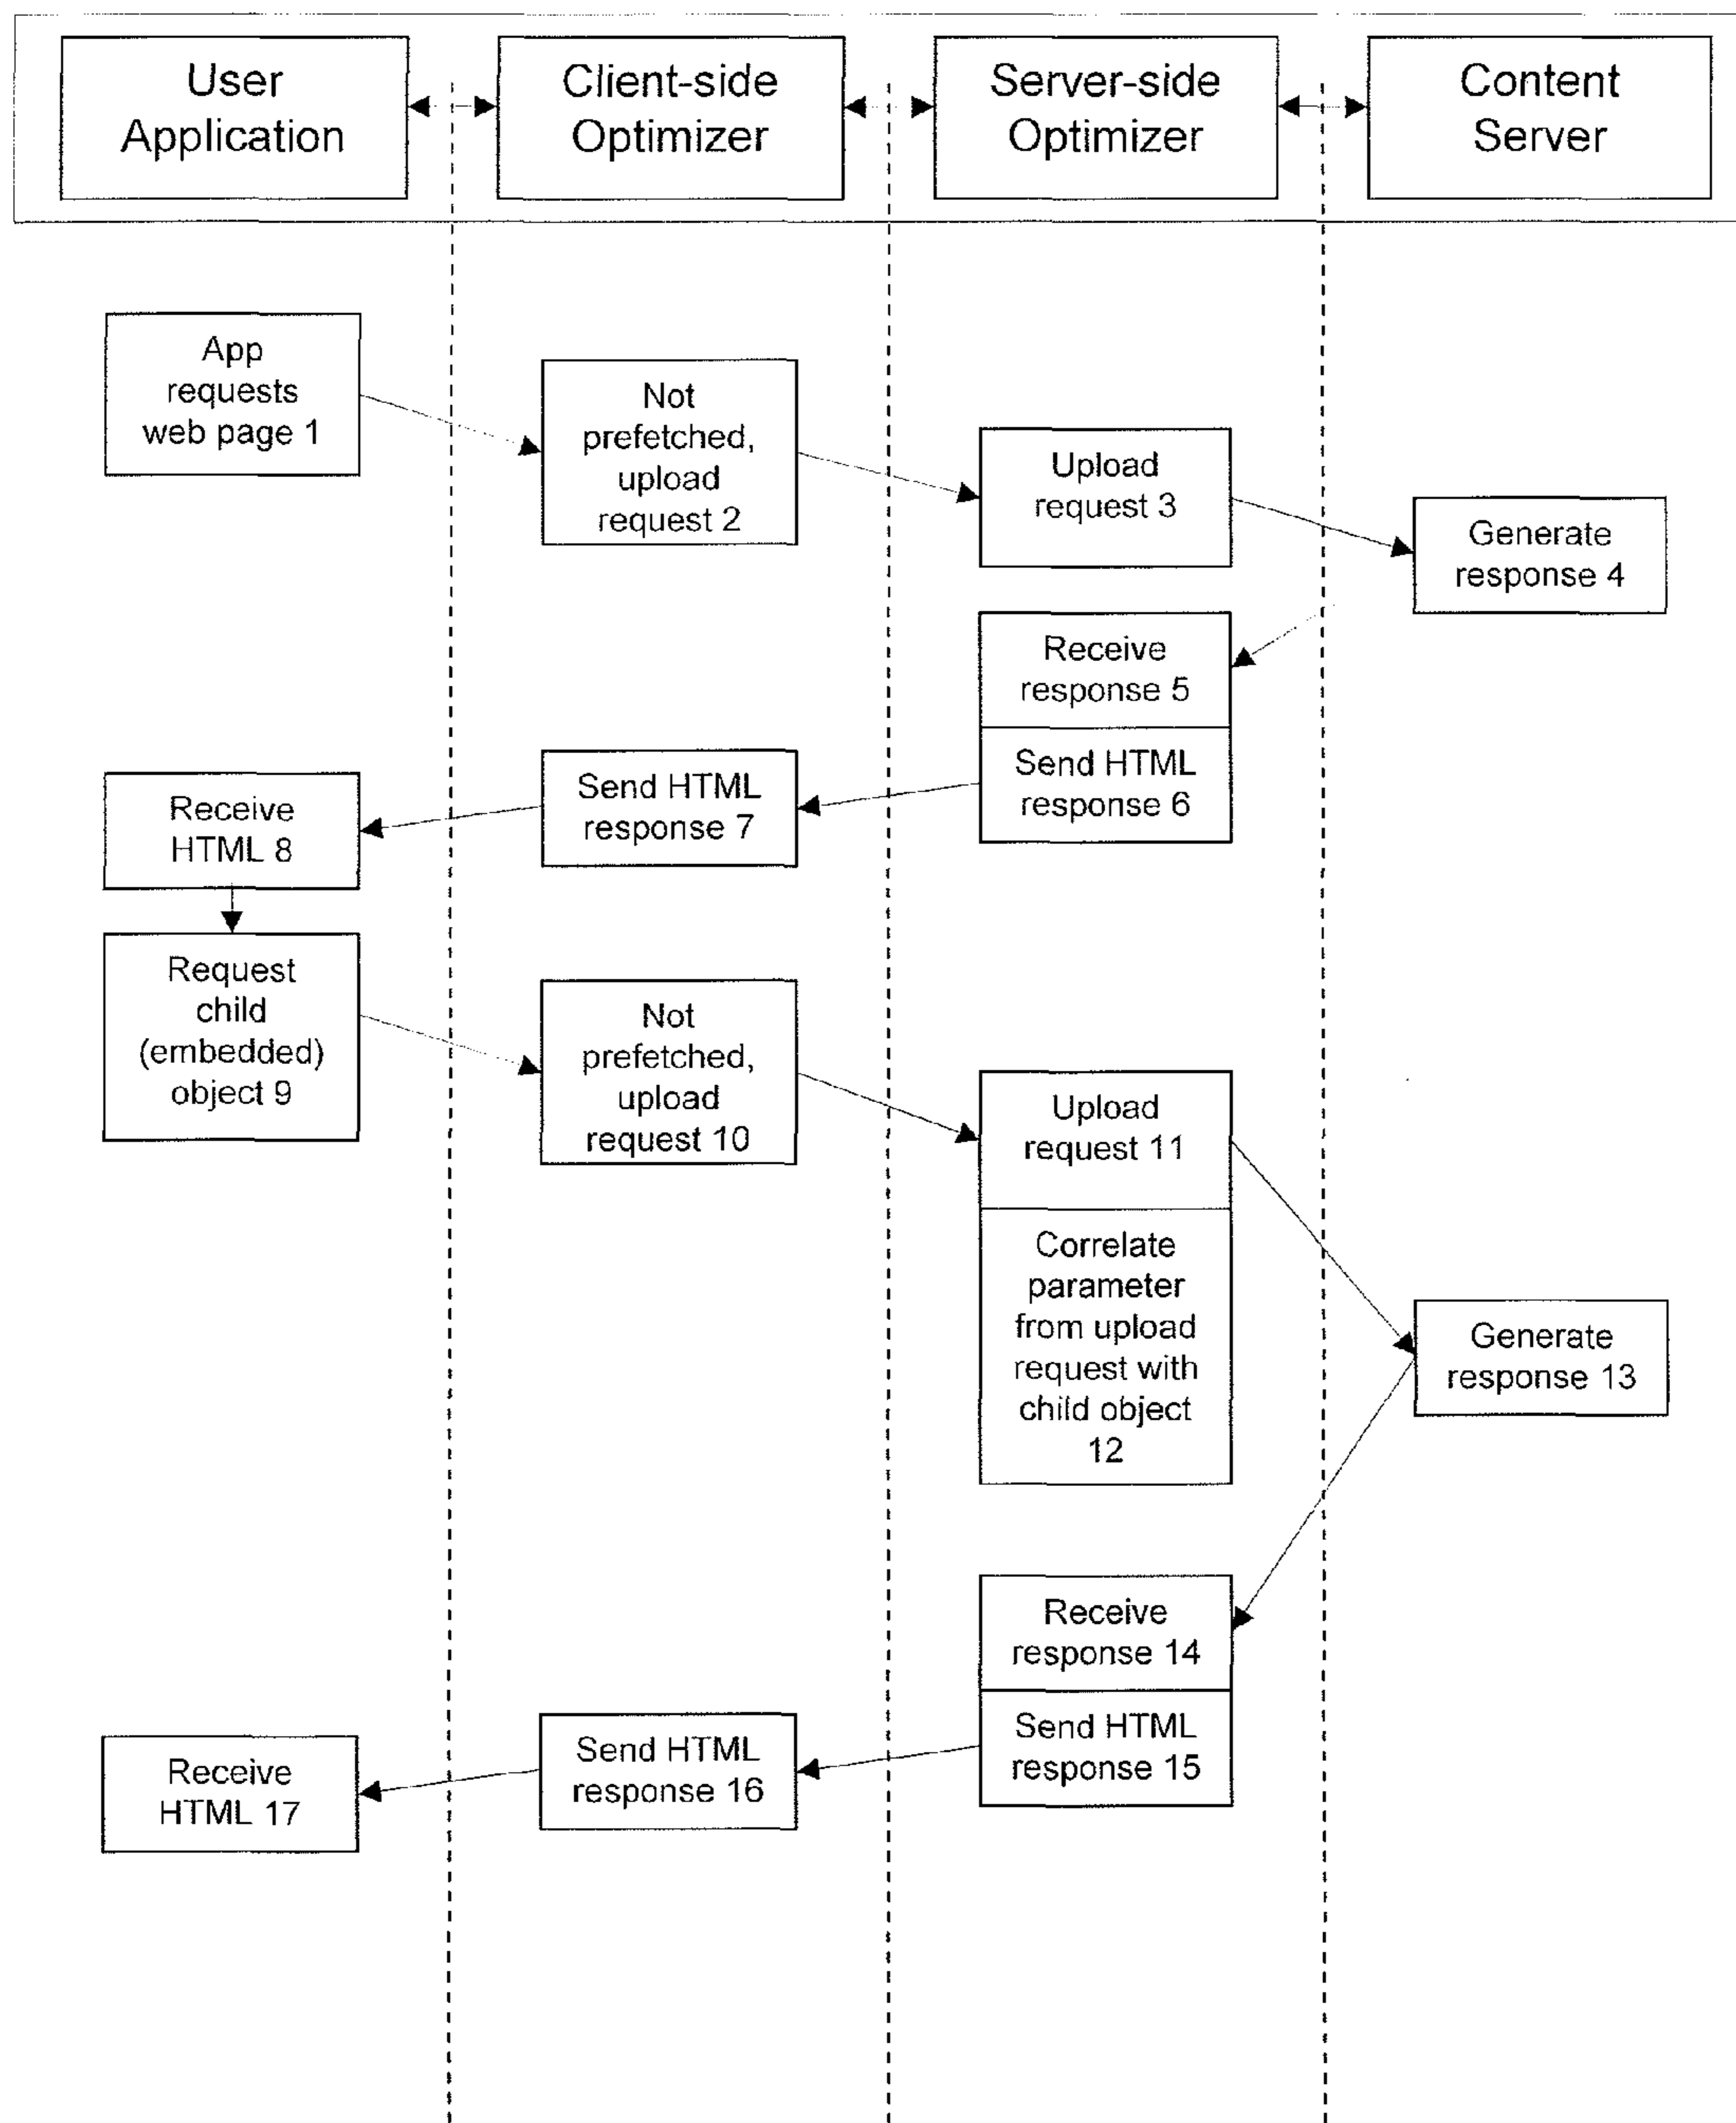 User
Application
Client-side
Optimizer
Server-side
Optimizer
Content
Server
App
requests
web page 1
Not
prefetched,
upload
request 2
Upload
request 3
Generate
response 4
Receive
response 5
Send HTML
response 6
Send HTML
response 7
Receive
HTML 8
Request
child
(embedded)
object 9
Not
prefetched,
upload
request 10
Upload
request 11
Correlate
parameter
from upload
request with
child object
12
Generate
response 13
Receive
response 14
Send HTML
response 15
Send HTML
response 16
Receive
HTML 17